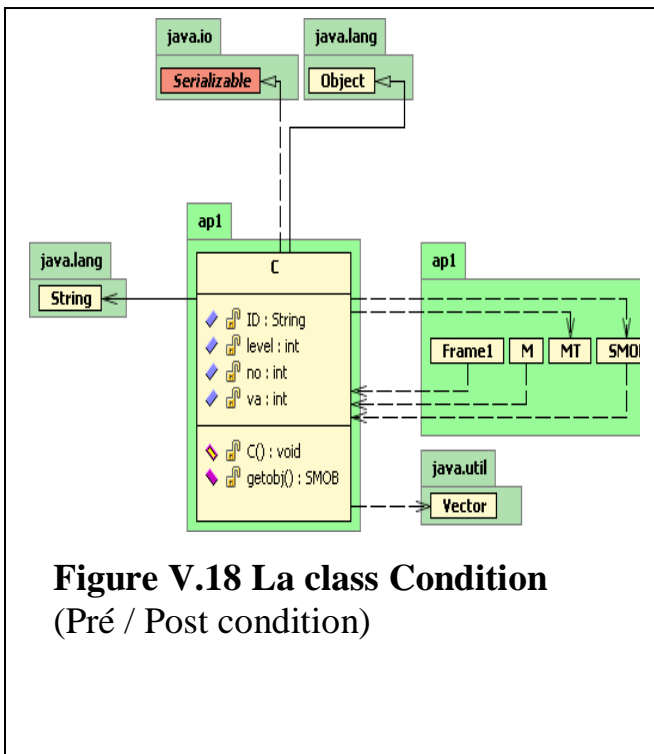 java.io
java.lang
Serializable
Object
ap1
C
java.lang
String
ID : String
level : int
no : int
va : int
C() : void
getobj() : SMOB
ap1
Frame1
M
MT
SMO
java.util
Vector
Figure V.18 La class Condition
(Pré / Post condition)